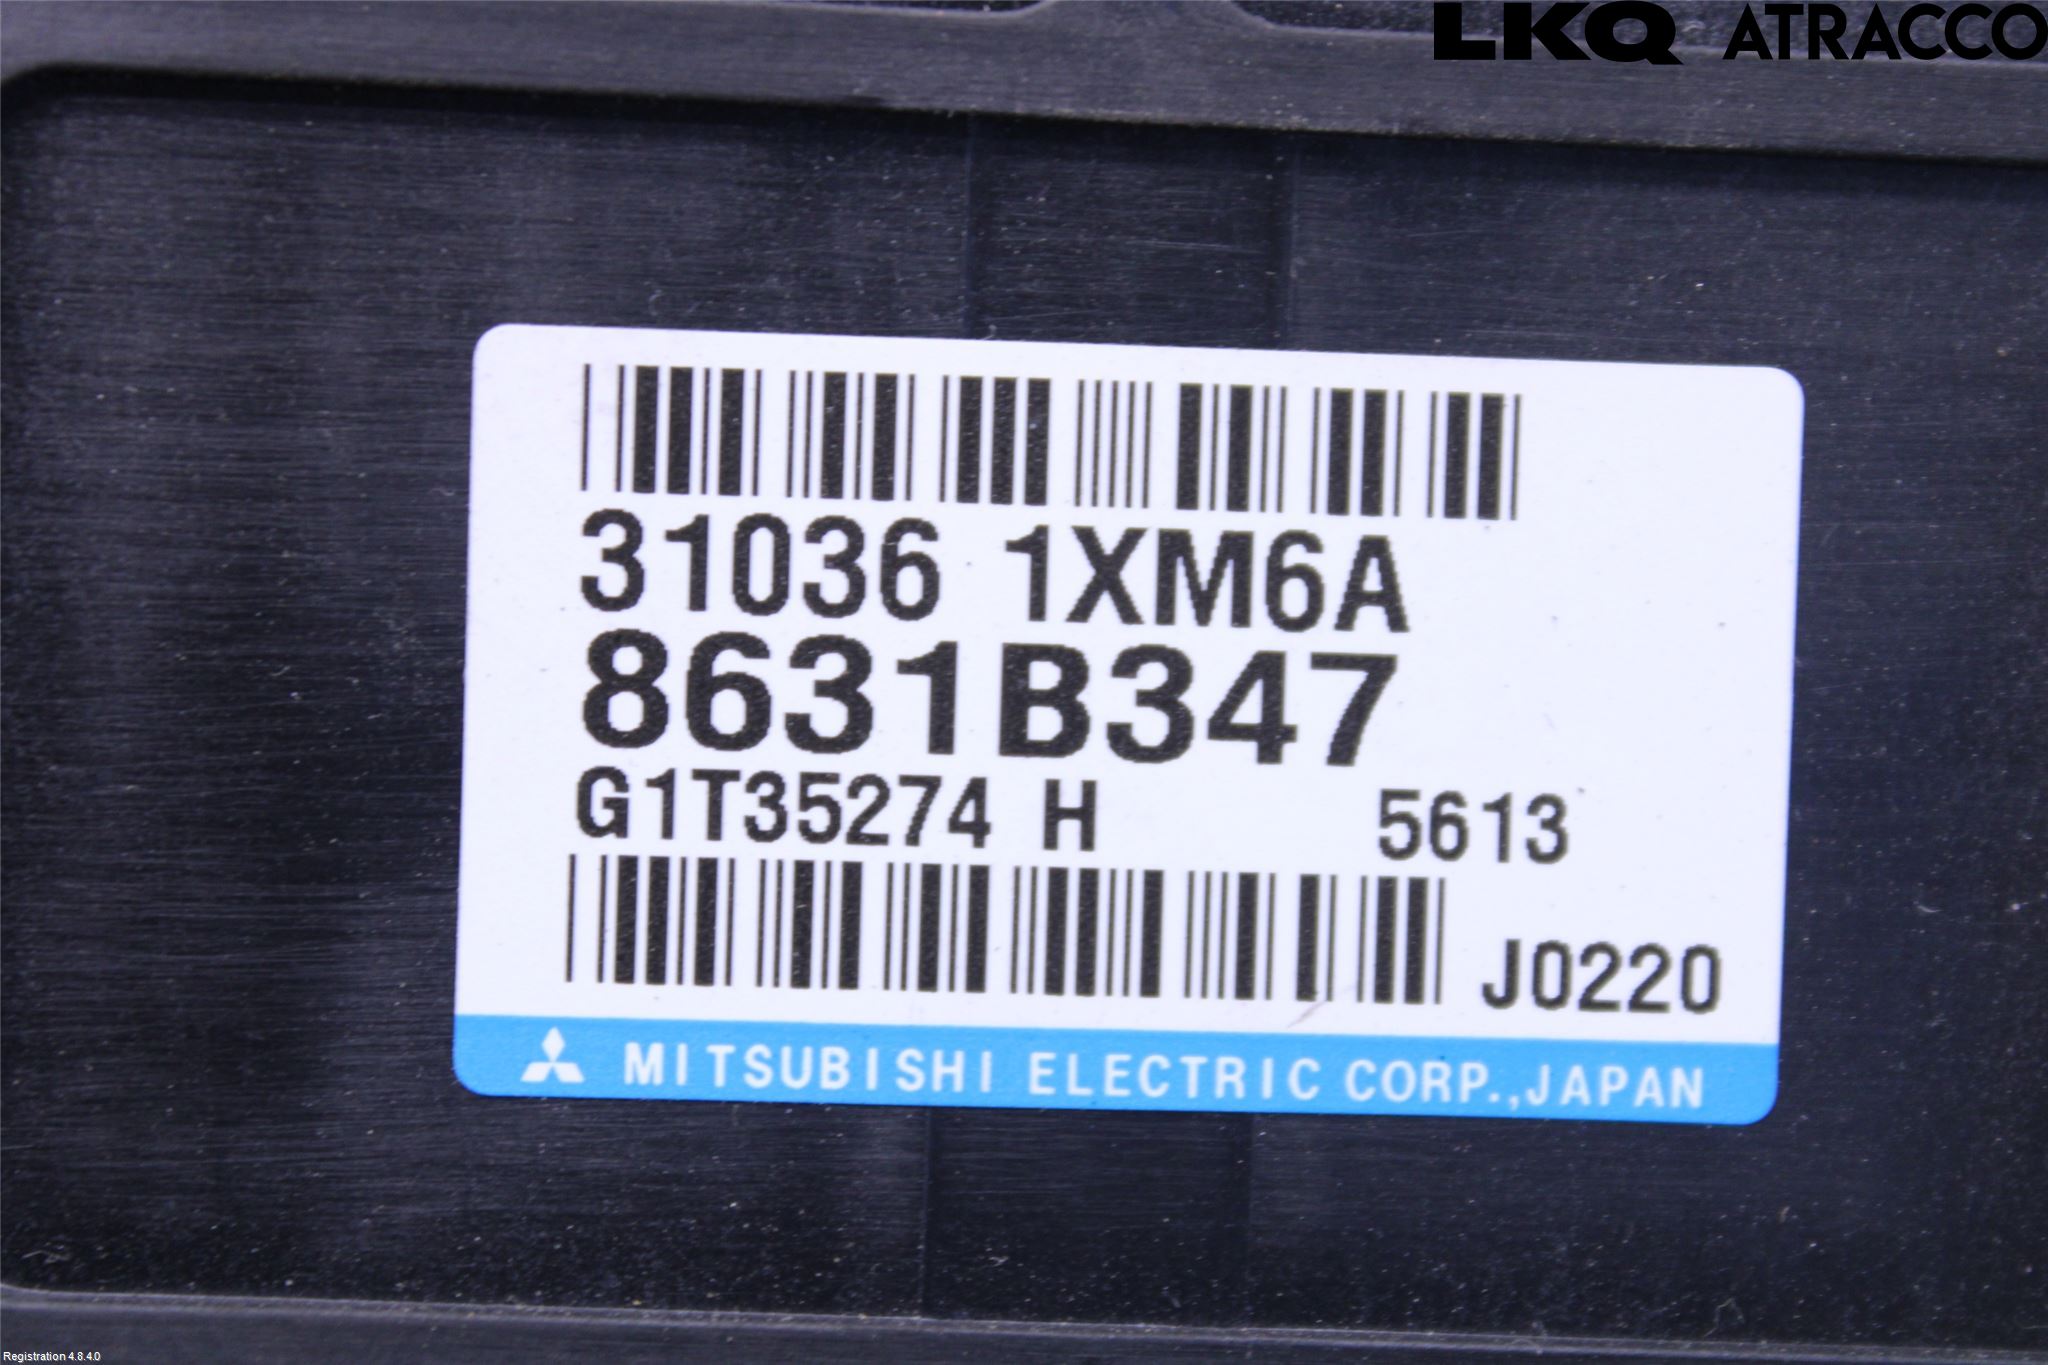 LKQ ATRACCO
31036 1XM6A
8631B347
G1T35274 H 5613
J0220
MITSUBISHI ELECTRIC CORP.,JAPAN
Registration 4.8.4.0